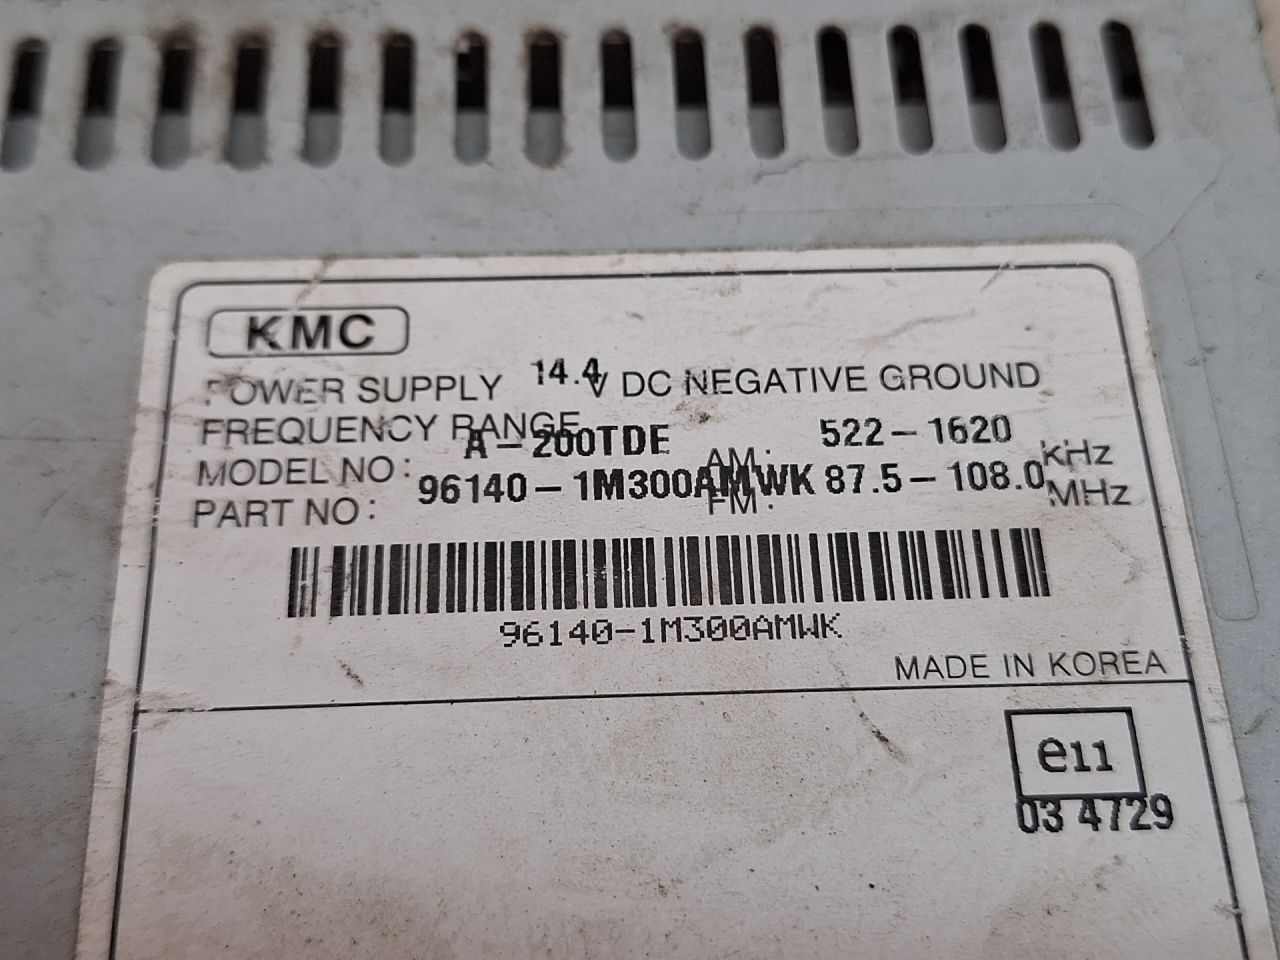 KMC
POWER SUPPLY 14.4V DC NEGATIVE GROUND
FREQUENCY RANGE AM: 522-1620 KHz
FM: 87.5-108.0 MHz
MODEL NO: A-200TDE
PART NO: 96140-1M300AMWK
96140-1M300AMWK
MADE IN KOREA
e11
03 4729